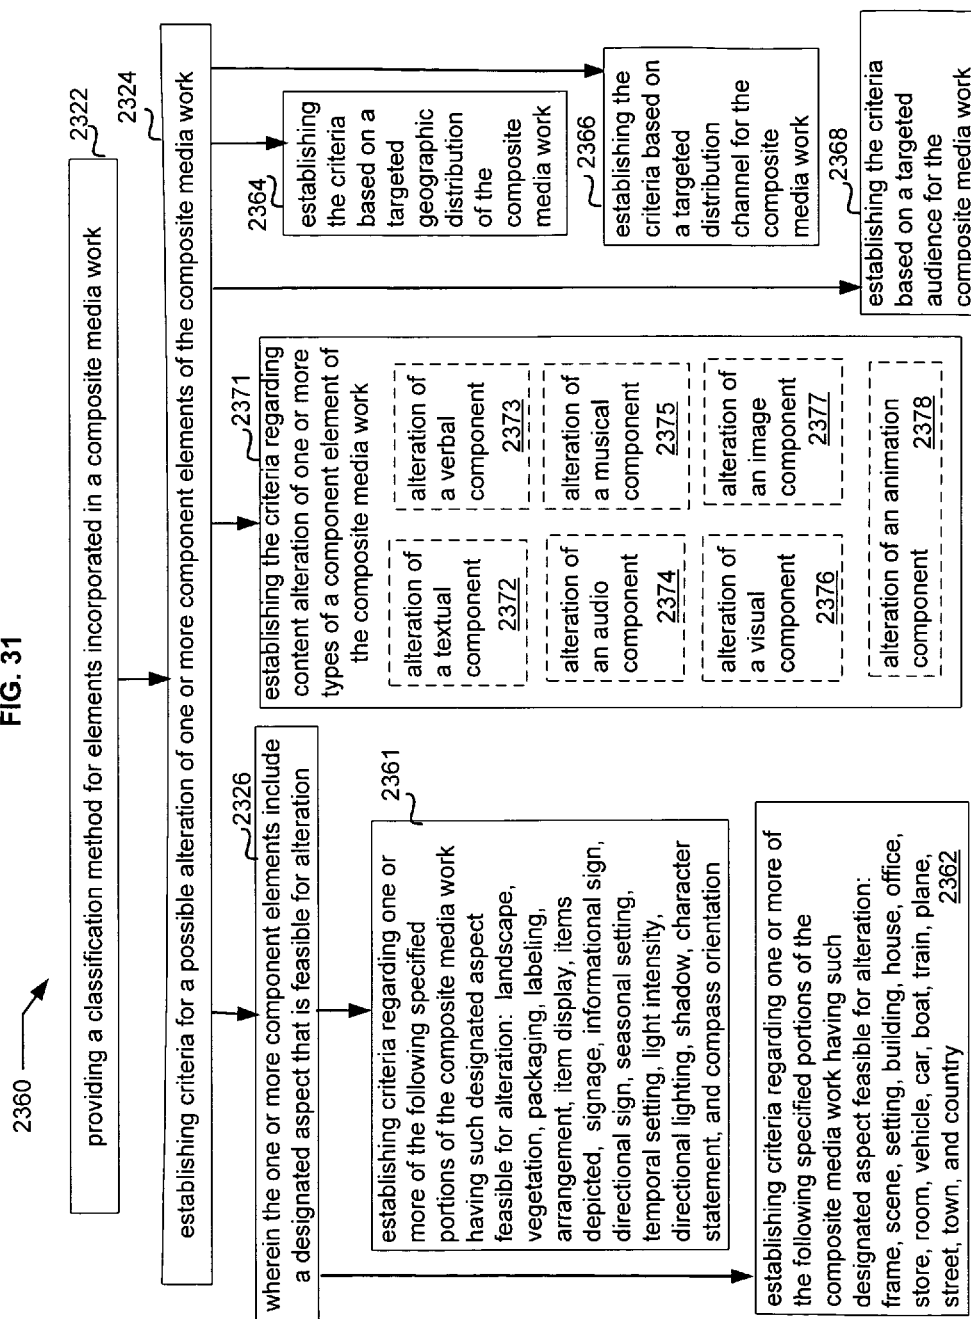 FIG. 31
2360
2322
providing a classification method for elements incorporated in a composite media work
2324
establishing criteria for a possible alteration of one or more component elements of the composite media work
2326
wherein the one or more component elements include
a designated aspect that is feasible for alteration
2361
establishing criteria regarding one or
more of the following specified
portions of the composite media work
having such designated aspect
feasible for alteration: landscape,
vegetation, packaging, labeling,
arrangement, item display, items
depicted, signage, informational sign,
directional sign, seasonal setting,
temporal setting, light intensity,
directional lighting, shadow, character
statement, and compass orientation
establishing criteria regarding one or more of
the following specified portions of the
composite media work having such
designated aspect feasible for alteration:
frame, scene, setting, building, house, office,
store, room, vehicle, car, boat, train, plane,
street, town, and country 2362
2371
establishing the criteria regarding
content alteration of one or more
types of a component element of
the composite media work
alteration of
a textual
component
2372
alteration of
a verbal
component
2373
alteration of
an audio
component
2374
alteration of
a musical
component
2375
alteration of
a visual
component
2376
alteration of
an image
component
2377
alteration of an animation
component 2378
2364
establishing
the criteria
based on a
targeted
geographic
distribution
of the
composite
media work
2366
establishing the
criteria based on
a targeted
distribution
channel for the
composite
media work
2368
establishing the criteria
based on a targeted
audience for the
composite media work